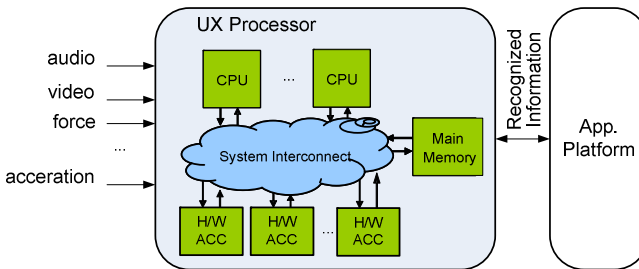 UX Processor
audio
video
force
...
acceration
CPU
...
CPU
System Interconnect
Main
Memory
H/W
ACC
H/W
ACC
...
H/W
ACC
Recognized
Information
App.
Platform